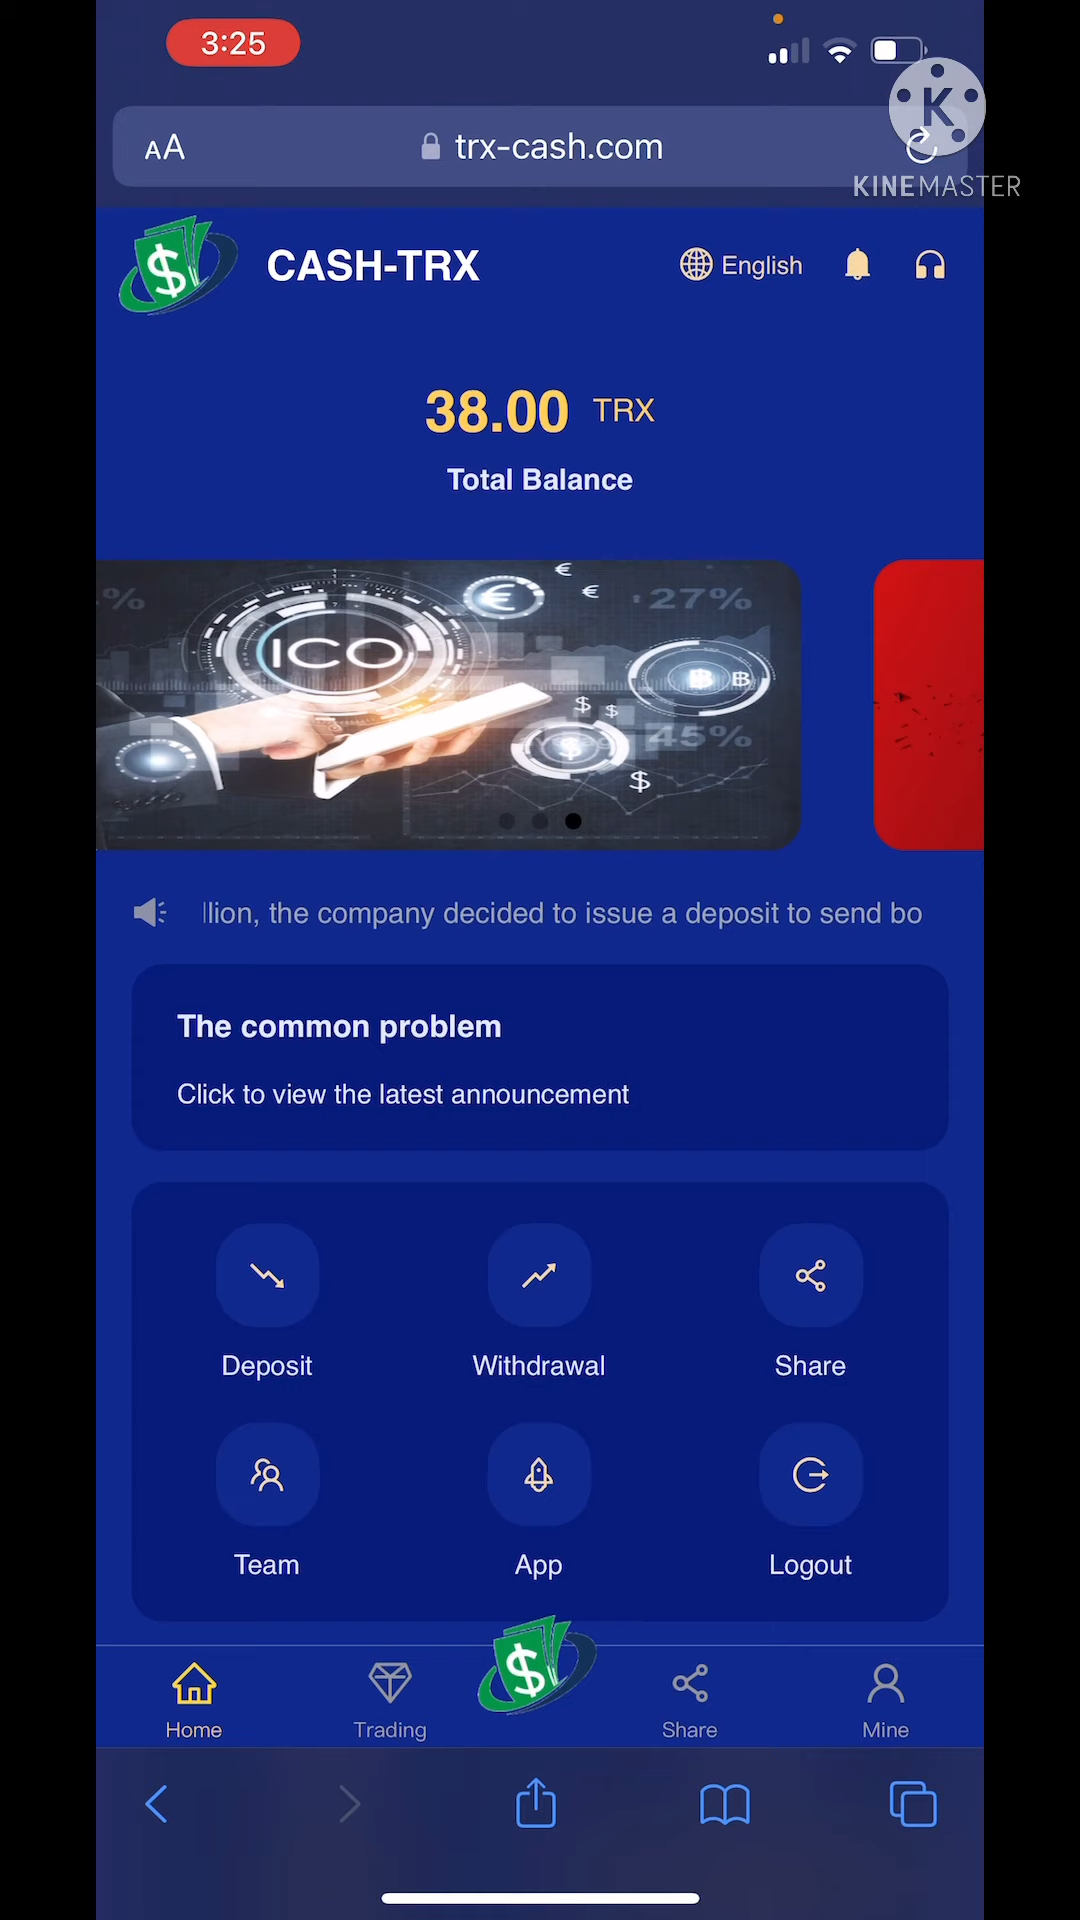 3:25
AA
trx-cash.com
K
KINEMASTER
CASH-TRX
English
38.00 TRX
Total Balance
%
ICO
27%
45%
llion, the company decided to issue a deposit to send bo
The common problem
Click to view the latest announcement
Deposit
Withdrawal
Share
Team
App
Logout
Home
Trading
Share
Mine